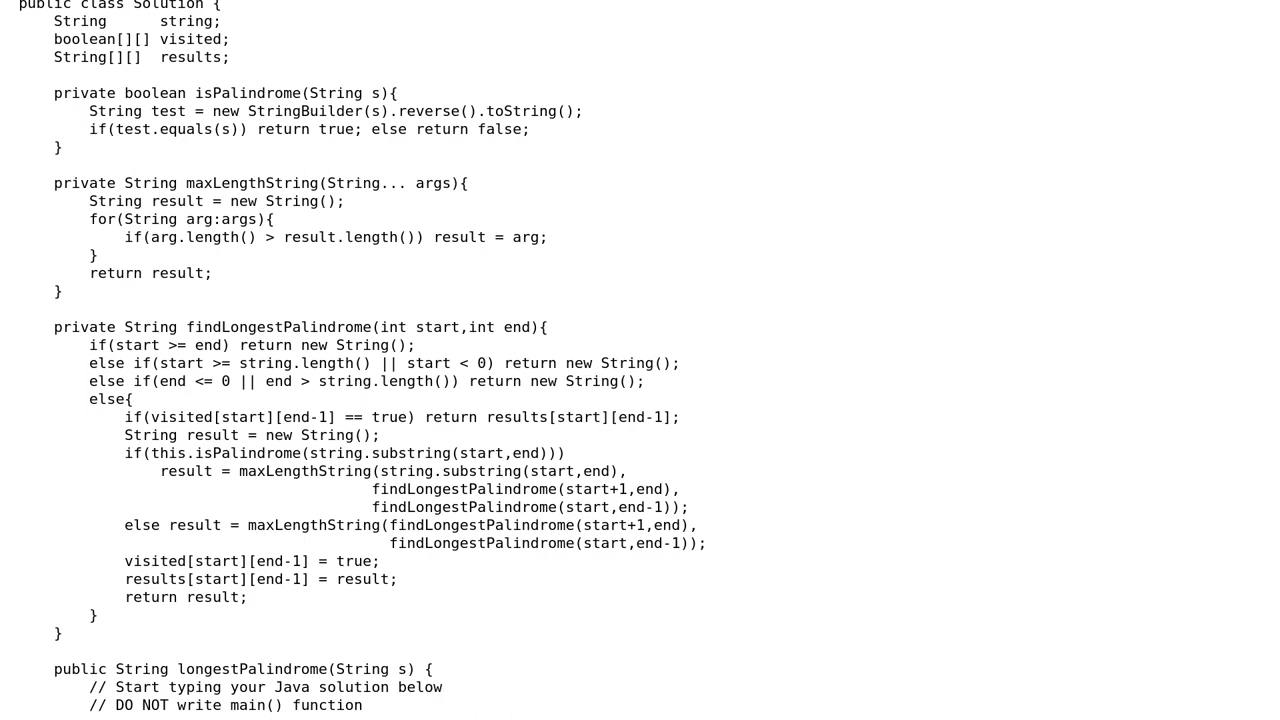 public class Solution {
    String      string;
    boolean[][] visited;
    String[][]  results;

    private boolean isPalindrome(String s){
        String test = new StringBuilder(s).reverse().toString();
        if(test.equals(s)) return true; else return false;
    }

    private String maxLengthString(String... args){
        String result = new String();
        for(String arg:args){
            if(arg.length() > result.length()) result = arg;
        }
        return result;
    }

    private String findLongestPalindrome(int start,int end){
        if(start >= end) return new String();
        else if(start >= string.length() || start < 0) return new String();
        else if(end <= 0 || end > string.length()) return new String();
        else{
            if(visited[start][end-1] == true) return results[start][end-1];
            String result = new String();
            if(this.isPalindrome(string.substring(start,end)))
                result = maxLengthString(string.substring(start,end),
                                        findLongestPalindrome(start+1,end),
                                        findLongestPalindrome(start,end-1));
            else result = maxLengthString(findLongestPalindrome(start+1,end),
                                          findLongestPalindrome(start,end-1));
            visited[start][end-1] = true;
            results[start][end-1] = result;
            return result;
        }
    }

    public String longestPalindrome(String s) {
        // Start typing your Java solution below
        // DO NOT write main() function